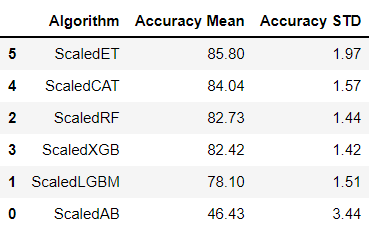 Algorithm Accuracy Mean Accuracy STD
5 ScaledET 85.80 1.97
4 ScaledCAT 84.04 1.57
2 ScaledRF 82.73 1.44
3 ScaledXGB 82.42 1.42
1 ScaledLGBM 78.10 1.51
0 ScaledAB 46.43 3.44